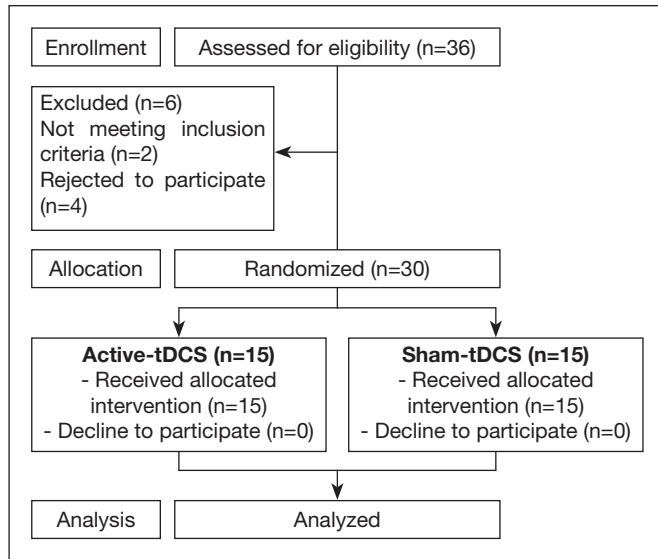 Enrollment
Assessed for eligibility (n=36)
Excluded (n=6)
Not meeting inclusion
criteria (n=2)
Rejected to participate
(n=4)
Allocation
Randomized (n=30)
Active-tDCS (n=15)
- Received allocated
intervention (n=15)
- Decline to participate (n=0)
Sham-tDCS (n=15)
- Received allocated
intervention (n=15)
- Decline to participate (n=0)
Analysis
Analyzed